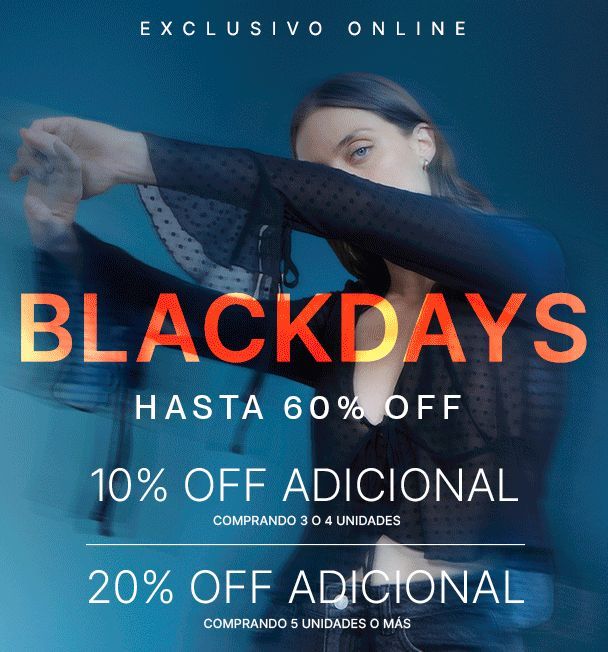 EXCLUSIVO ONLINE
BLACKDAYS
HASTA 60% OFF
10% OFF ADICIONAL
COMPRANDO 3 O 4 UNIDADES
20% OFF ADICIONAL
COMPRANDO 5 UNIDADES O MÁS